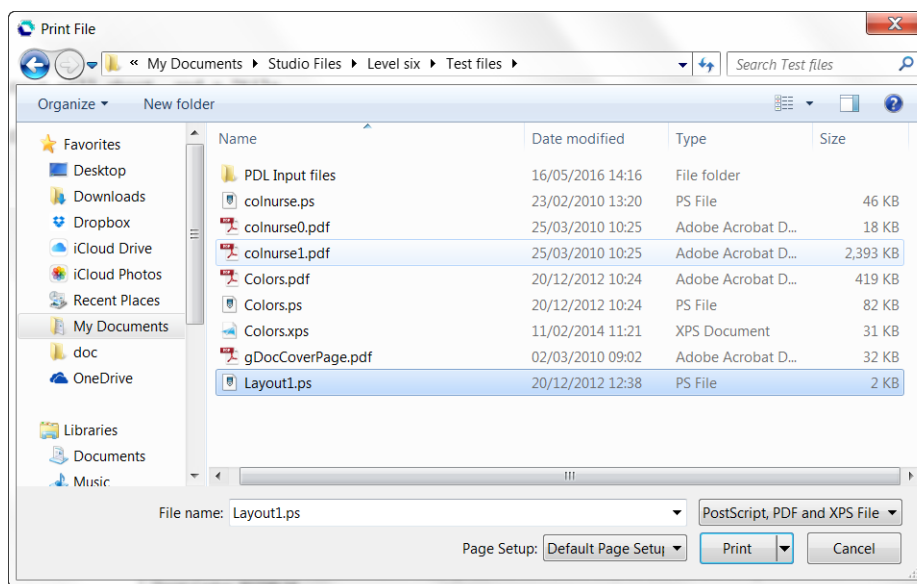 Print File
« My Documents Studio Files Level six Test files
Search Test files
Organize New folder
Name Date modified Type Size
Favorites
Desktop
Downloads
Dropbox
iCloud Drive
iCloud Photos
Recent Places
My Documents
doc
OneDrive
Libraries
Documents
Music
PDL Input files 16/05/2016 14:16 File folder
colnurse.ps 23/02/2010 13:20 PS File 46 KB
colnurse0.pdf 25/03/2010 10:25 Adobe Acrobat D... 18 KB
colnurse1.pdf 25/03/2010 10:25 Adobe Acrobat D... 2,393 KB
Colors.pdf 20/12/2012 10:24 Adobe Acrobat D... 419 KB
Colors.ps 20/12/2012 10:24 PS File 82 KB
Colors.xps 11/02/2014 11:21 XPS Document 31 KB
gDocCoverPage.pdf 02/03/2010 09:02 Adobe Acrobat D... 32 KB
Layout1.ps 20/12/2012 12:38 PS File 2 KB
File name: Layout1.ps PostScript, PDF and XPS File
Page Setup: Default Page Setup Print Cancel